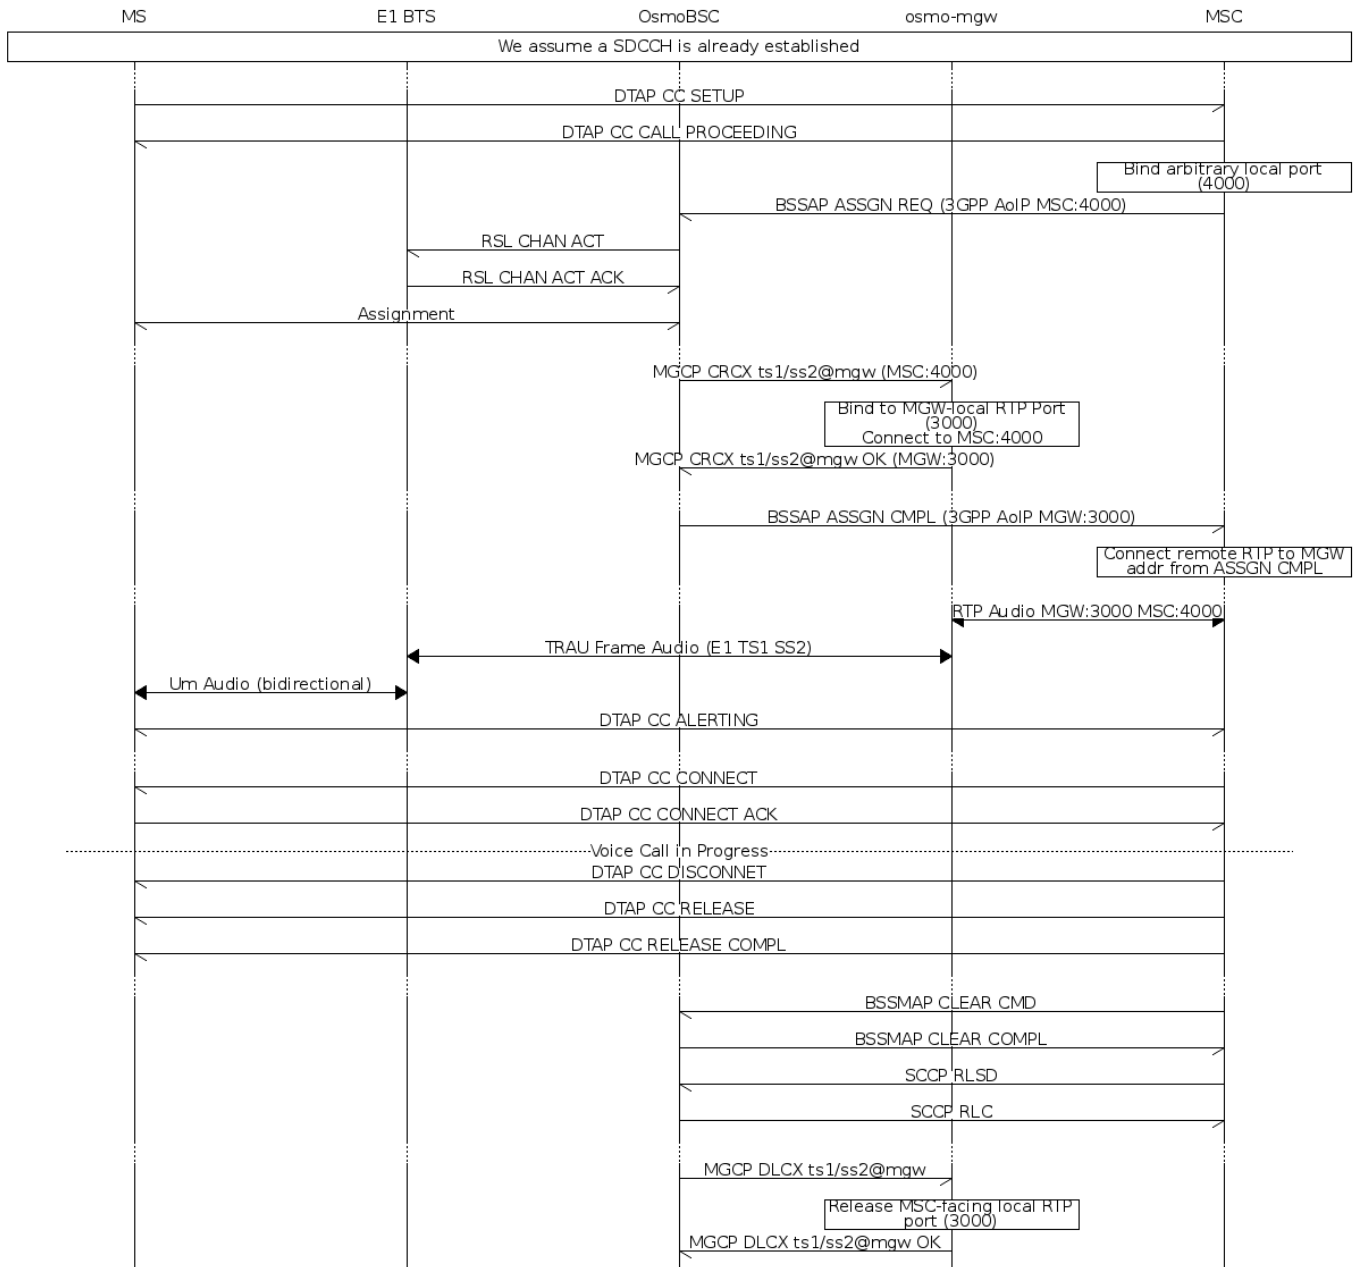 MS E1 BTS OsmoBSC osmo-mgw MSC
We assume a SDCCH is already established
DTAP CC SETUP
DTAP CC CALL PROCEEDING
Bind arbitrary local port
(4000)
BSSAP ASSGN REQ (3GPP AoIP MSC:4000)
RSL CHAN ACT
RSL CHAN ACT ACK
Assignment
MGCP CRCX ts1/ss2@mgw (MSC:4000)
Bind to MGW-local RTP Port
(3000)
Connect to MSC:4000
MGCP CRCX ts1/ss2@mgw OK (MGW:3000)
BSSAP ASSGN CMPL (3GPP AoIP MGW:3000)
Connect remote RTP to MGW
addr from ASSGN CMPL
RTP Audio MGW:3000 MSC:4000
TRAU Frame Audio (E1 TS1 SS2)
Um Audio (bidirectional)
DTAP CC ALERTING
DTAP CC CONNECT
DTAP CC CONNECT ACK
Voice Call in Progress
DTAP CC DISCONNET
DTAP CC RELEASE
DTAP CC RELEASE COMPL
BSSMAP CLEAR CMD
BSSMAP CLEAR COMPL
SCCP RLSD
SCCP RLC
MGCP DLCX ts1/ss2@mgw
Release MSC-facing local RTP
port (3000)
MGCP DLCX ts1/ss2@mgw OK